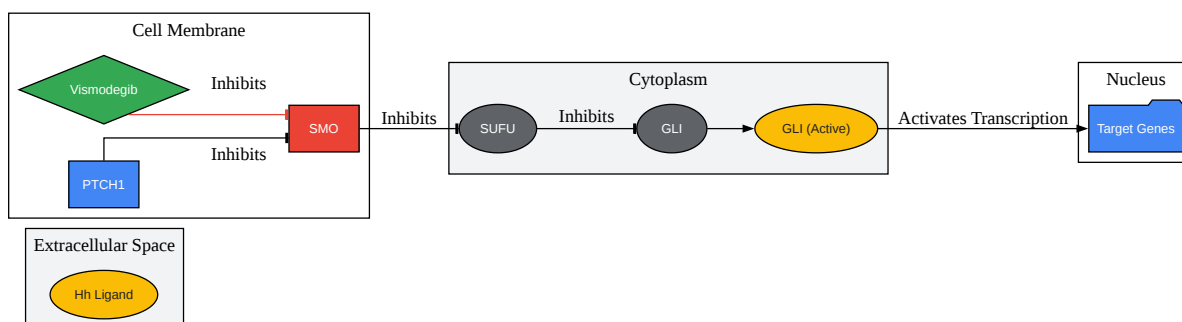 Cell Membrane
Vismodegib
Inhibits
SMO
Inhibits
PTCH1
Inhibits
Cytoplasm
SUFU
Inhibits
GLI
GLI (Active)
Activates Transcription
Nucleus
Target Genes
Extracellular Space
Hh Ligand